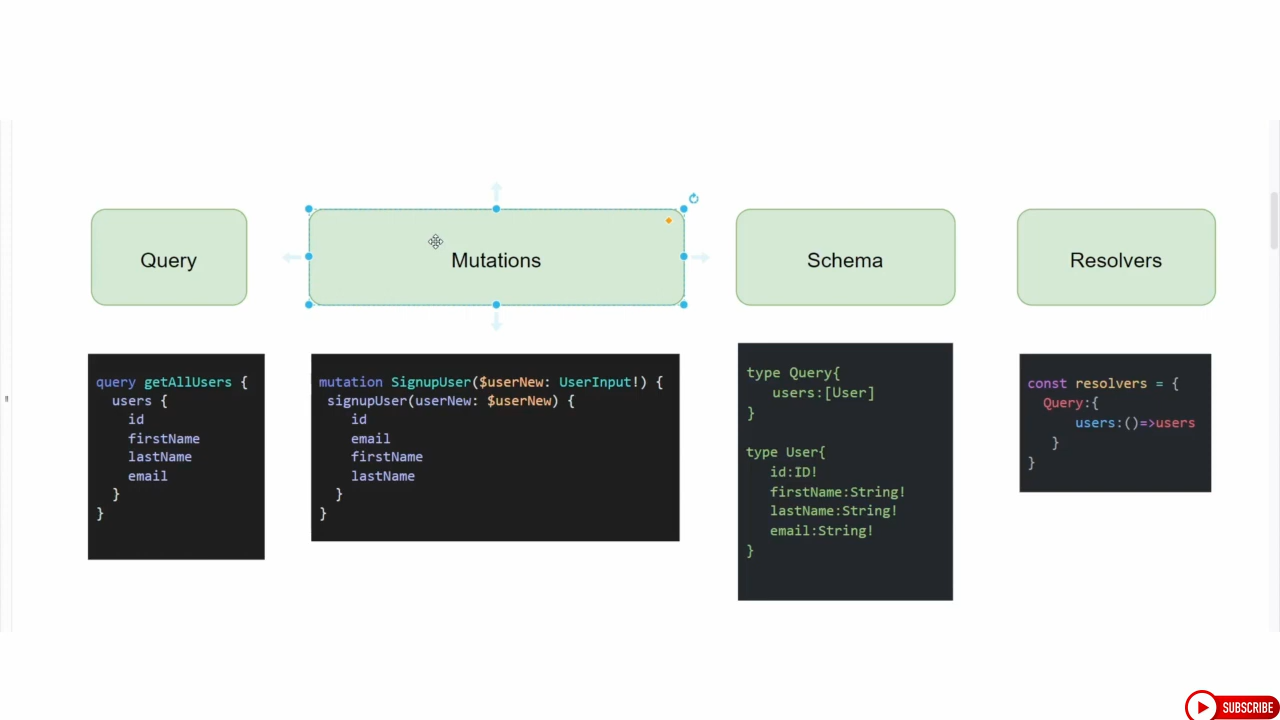 Query
Mutations
Schema
Resolvers
query getAllUsers {
users {
id
firstName
lastName
email
}
}
mutation SignupUser($userNew: UserInput!) {
signupUser(userNew: $userNew) {
id
email
firstName
lastName
}
}
type Query{
users:[User]
}
type User{
id:ID!
firstName:String!
lastName:String!
email:String!
}
const resolvers = {
Query:{
users:()=>users
}
}
SUBSCRIBE